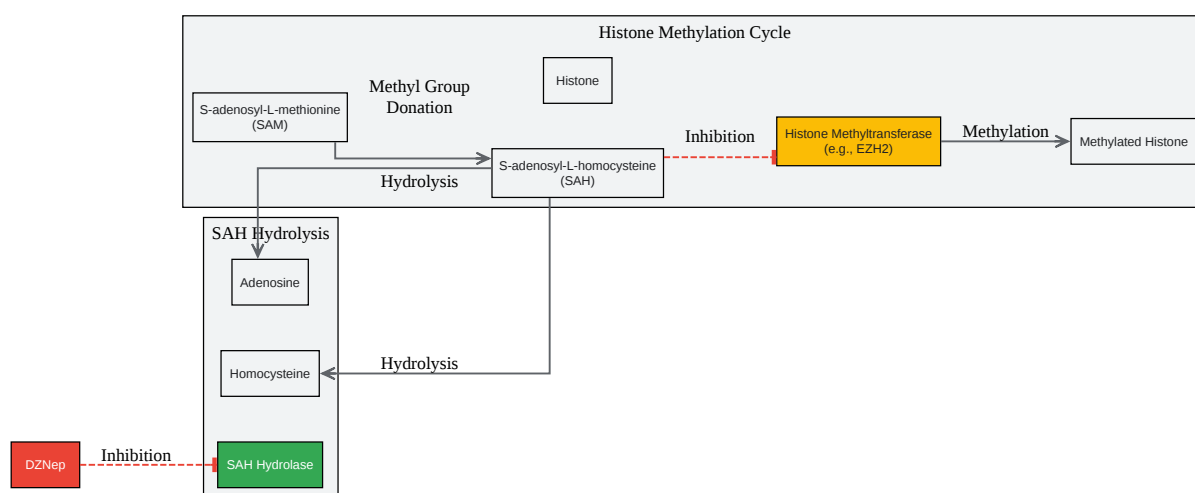 Histone Methylation Cycle
Histone
Methyl Group
Donation
S-adenosyl-L-methionine
(SAM)
Inhibition
Histone Methyltransferase
(e.g., EZH2)
Methylation
Methylated Histone
S-adenosyl-L-homocysteine
(SAH)
Hydrolysis
SAH Hydrolysis
Adenosine
Homocysteine
Hydrolysis
DZNep
Inhibition
SAH Hydrolase